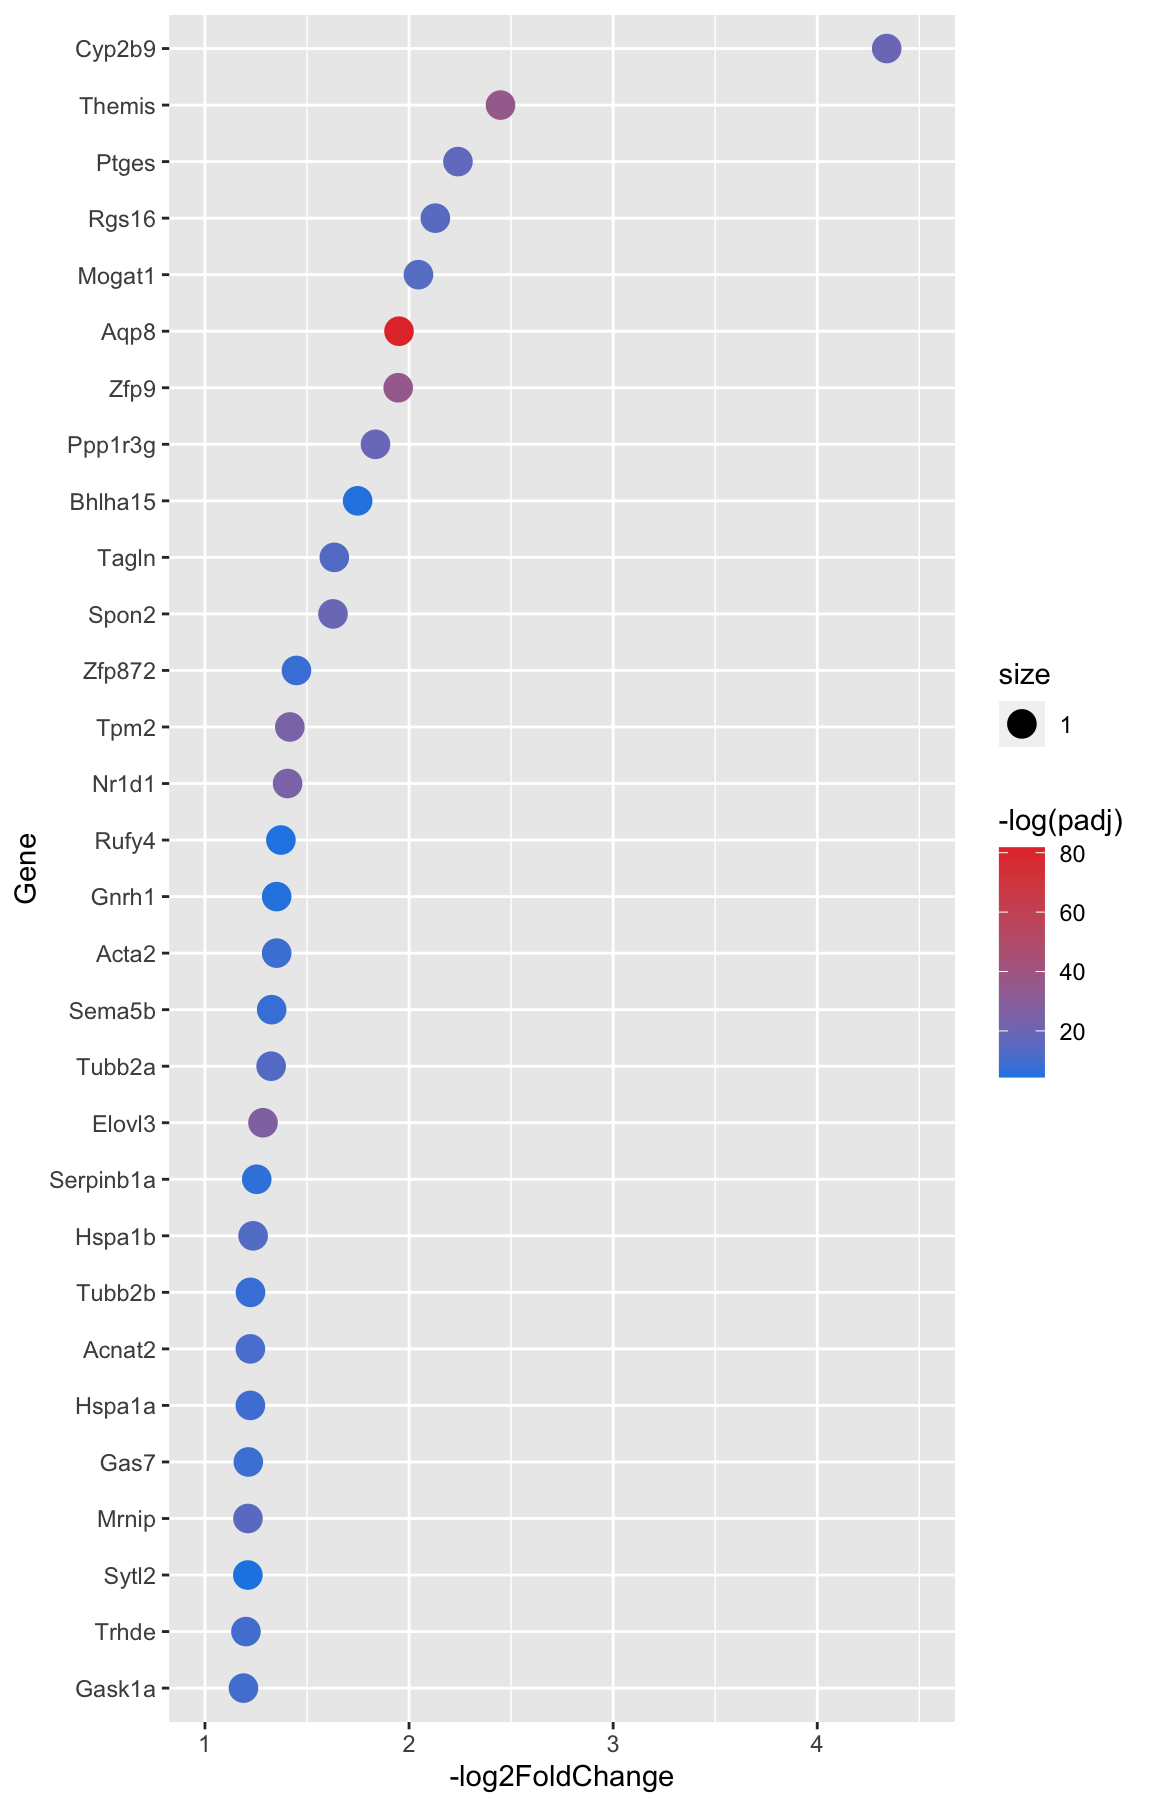 Cyp2b9
Themis
Ptges
Rgs16
Mogat1
Aqp8
Zfp9
Ppp1r3g
Bhlha15
Tagln
Spon2
Zfp872
Tpm2
Nr1d1
Rufy4
Gnrh1
Acta2
Sema5b
Tubb2a
Elovl3
Serpinb1a
Hspa1b
Tubb2b
Acnat2
Hspa1a
Gas7
Mrnip
Sytl2
Trhde
Gask1a
Gene
1 2 3 4
-log2FoldChange
size
1
-log(padj)
80
60
40
20